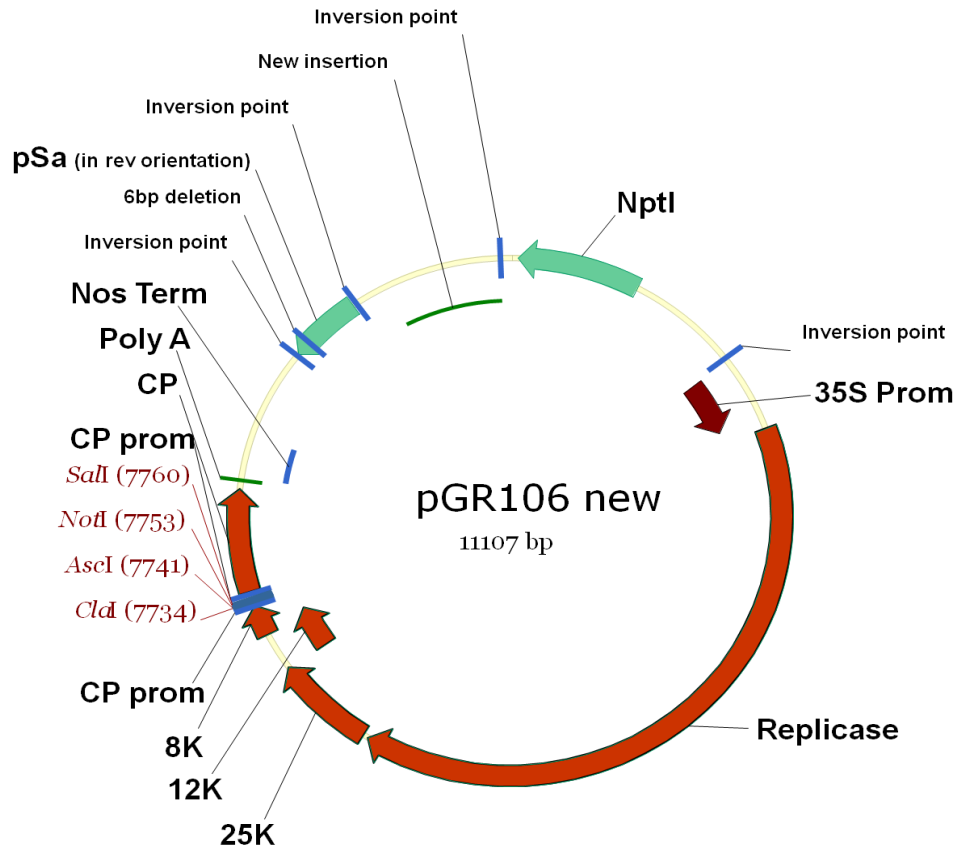 Inversion point
New insertion
Inversion point
pSa (in rev orientation)
6bp deletion
Inversion point
Nos Term
Poly A
CP
CP prom
SalI (7760)
NotI (7753)
AscI (7741)
ClaI (7734)
CP prom
8K
12K
25K
NptI
Inversion point
35S Prom
Replicase
pGR106 new
11107 bp